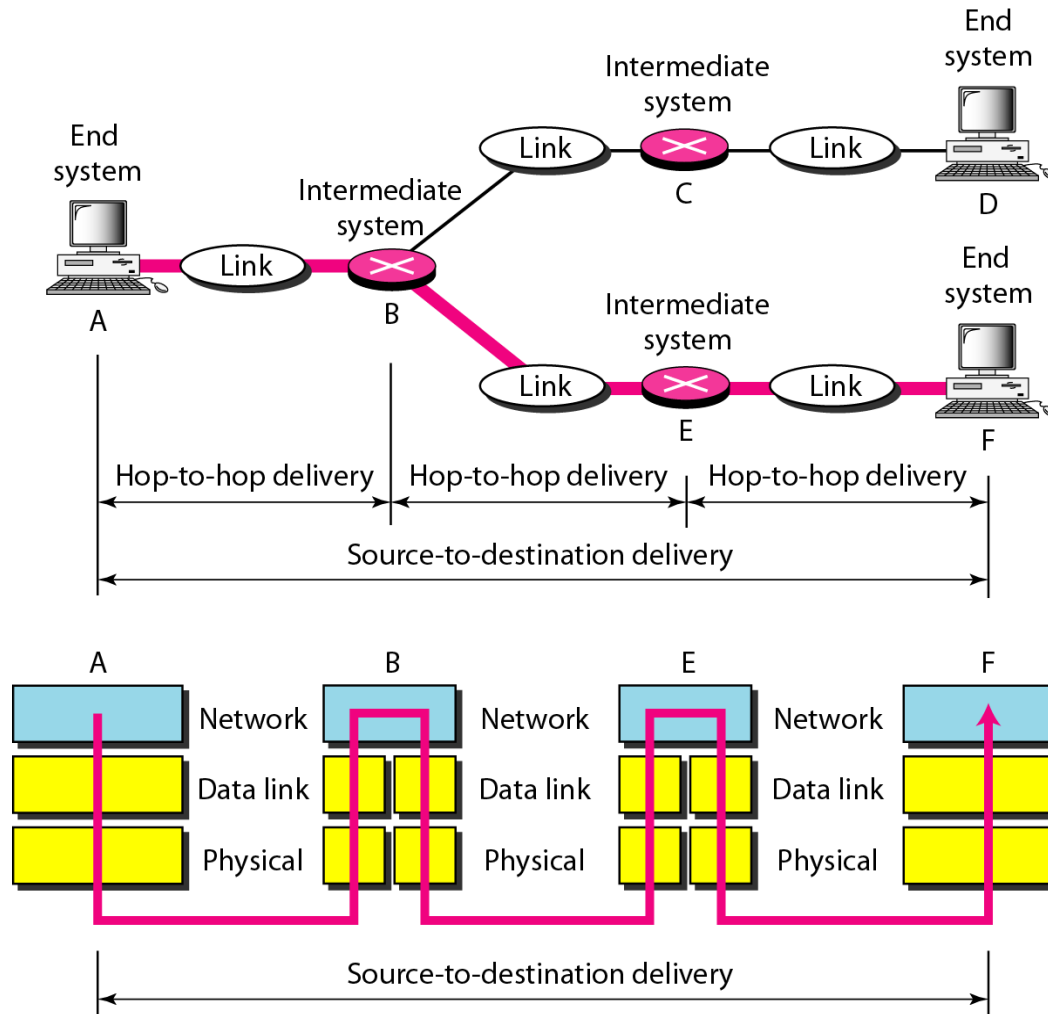 End
system
Intermediate
system
Link
Link
C
D
End
system
Intermediate
system
Link
A
B
End
system
Intermediate
system
Link
Link
E
F
Hop-to-hop delivery
Hop-to-hop delivery
Hop-to-hop delivery
Source-to-destination delivery
A
B
E
F
Network
Network
Network
Data link
Data link
Data link
Physical
Physical
Physical
Source-to-destination delivery